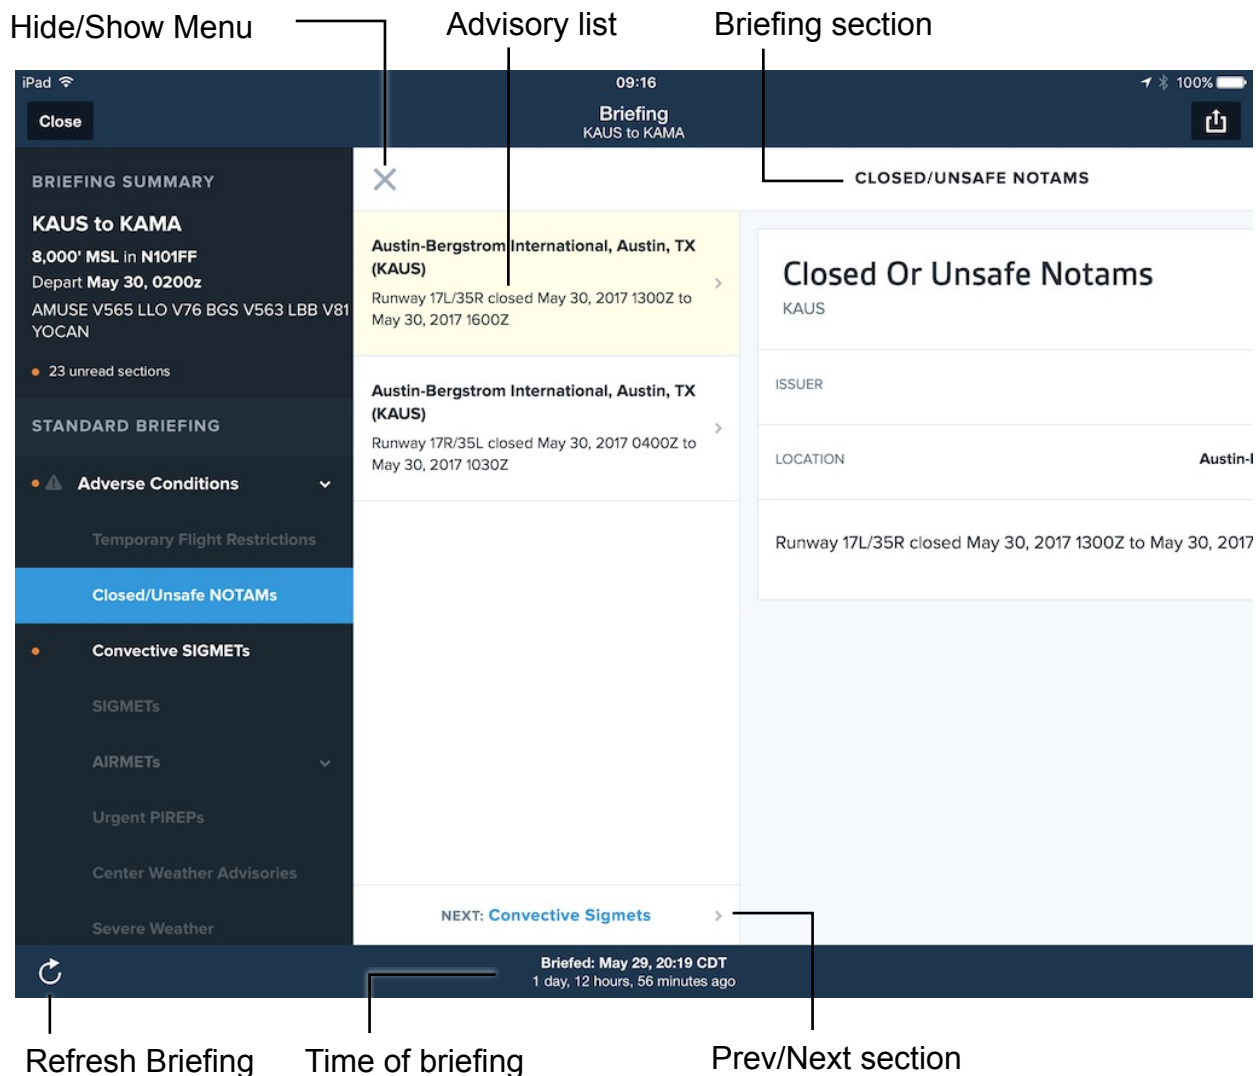 Hide/Show Menu
Advisory list
Briefing section
iPad
09:16
100%
Close
Briefing
KAUS to KAMA
BRIEFING SUMMARY
KAUS to KAMA
8,000' MSL in N101FF
Depart May 30, 0200z
AMUSE V565 LLO V76 BGS V563 LBB V81
YOCAN
23 unread sections
STANDARD BRIEFING
Adverse Conditions
Temporary Flight Restrictions
Closed/Unsafe NOTAMs
Convective SIGMETs
SIGMETs
AIRMETs
Urgent PIREPs
Center Weather Advisories
Severe Weather
CLOSED/UNSAFE NOTAMS
Austin-Bergstrom International, Austin, TX
(KAUS)
Runway 17L/35R closed May 30, 2017 1300Z to
May 30, 2017 1600Z
Austin-Bergstrom International, Austin, TX
(KAUS)
Runway 17R/35L closed May 30, 2017 0400Z to
May 30, 2017 1030Z
NEXT: Convective Sigmets
Closed Or Unsafe Notams
KAUS
ISSUER
LOCATION
Austin-
Runway 17L/35R closed May 30, 2017 1300Z to May 30, 2017
Briefed: May 29, 20:19 CDT
1 day, 12 hours, 56 minutes ago
Refresh Briefing
Time of briefing
Prev/Next section